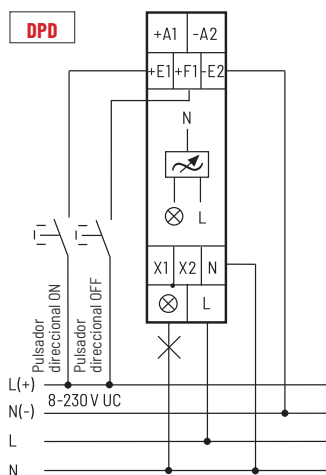 DPD
+A1 -A2
+E1 +F1 -E2
N
L
X1 X2 N
L
Pulsador
direccional ON
Pulsador
direccional OFF
L(+)
8-230 V UC
N(-)
L
N